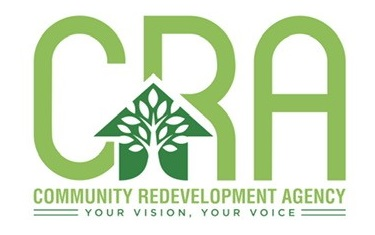 CRA
COMMUNITY REDEVELOPMENT AGENCY
YOUR VISION, YOUR VOICE